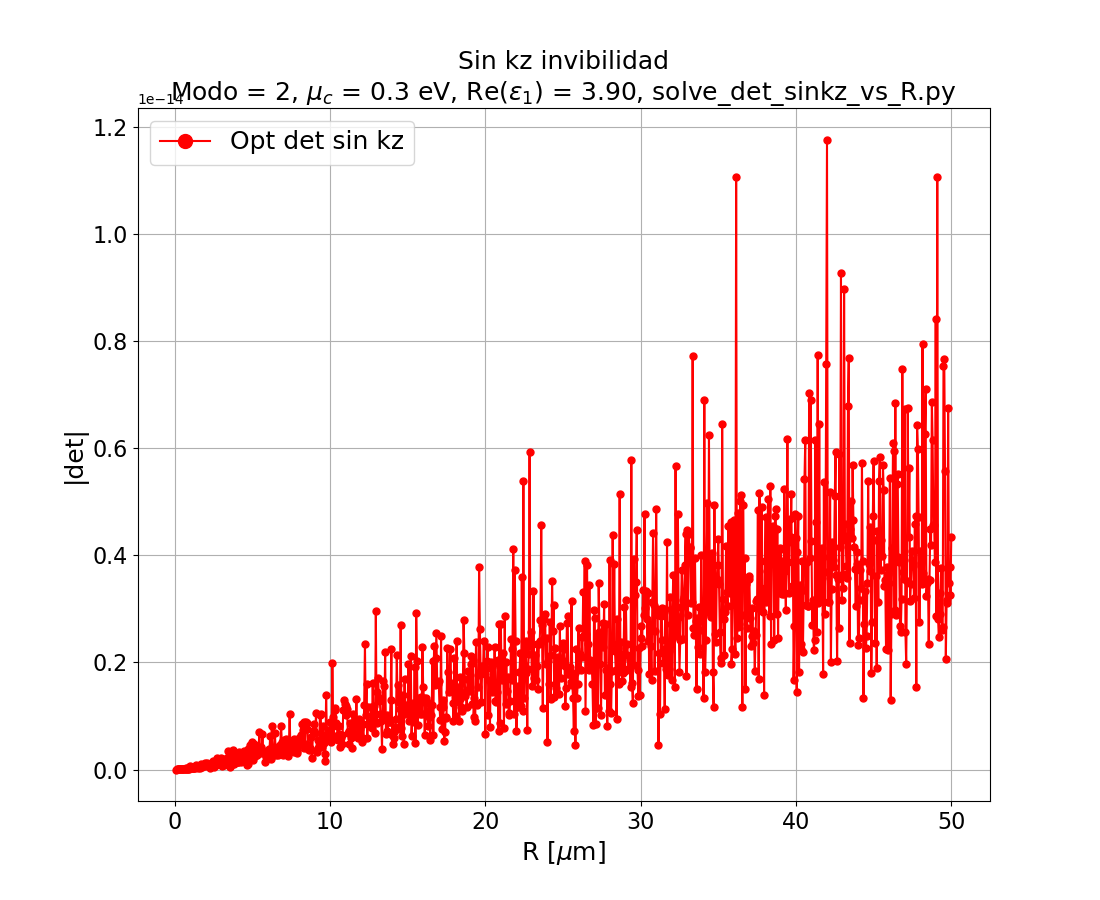 Sin kz invibilidad
Modo = 2, μc = 0.3 eV, Re(ε1) = 3.90, solve_det_sinkz_vs_R.py
1e−14
Opt det sin kz
1.2
1.0
0.8
0.6
0.4
0.2
0.0
|det|
0 10 20 30 40 50
R [μm]